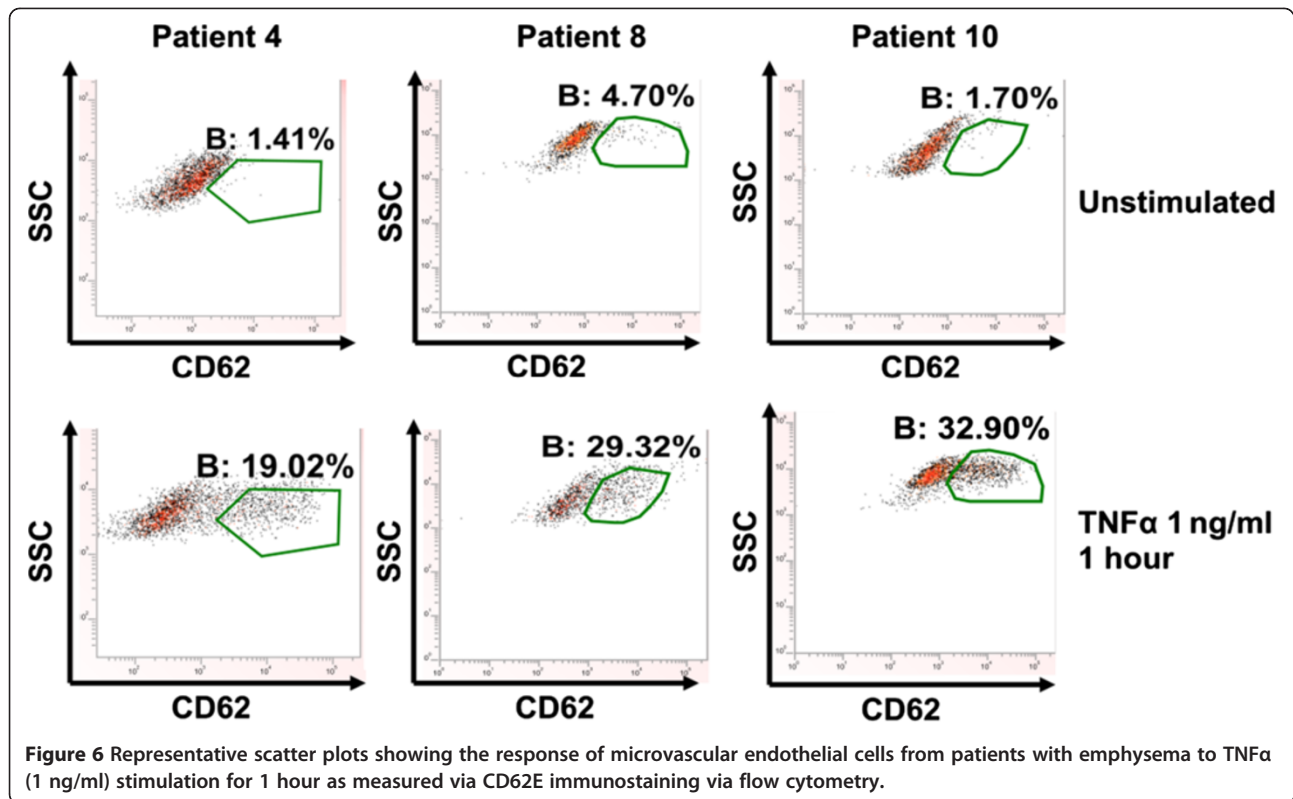 Patient 4
Patient 8
Patient 10
B: 1.41%
B: 4.70%
B: 1.70%
SSC
SSC
SSC
CD62
CD62
CD62
Unstimulated
B: 19.02%
B: 29.32%
B: 32.90%
SSC
SSC
SSC
CD62
CD62
CD62
TNFα 1 ng/ml
1 hour
Figure 6 Representative scatter plots showing the response of microvascular endothelial cells from patients with emphysema to TNFα
(1 ng/ml) stimulation for 1 hour as measured via CD62E immunostaining via flow cytometry.